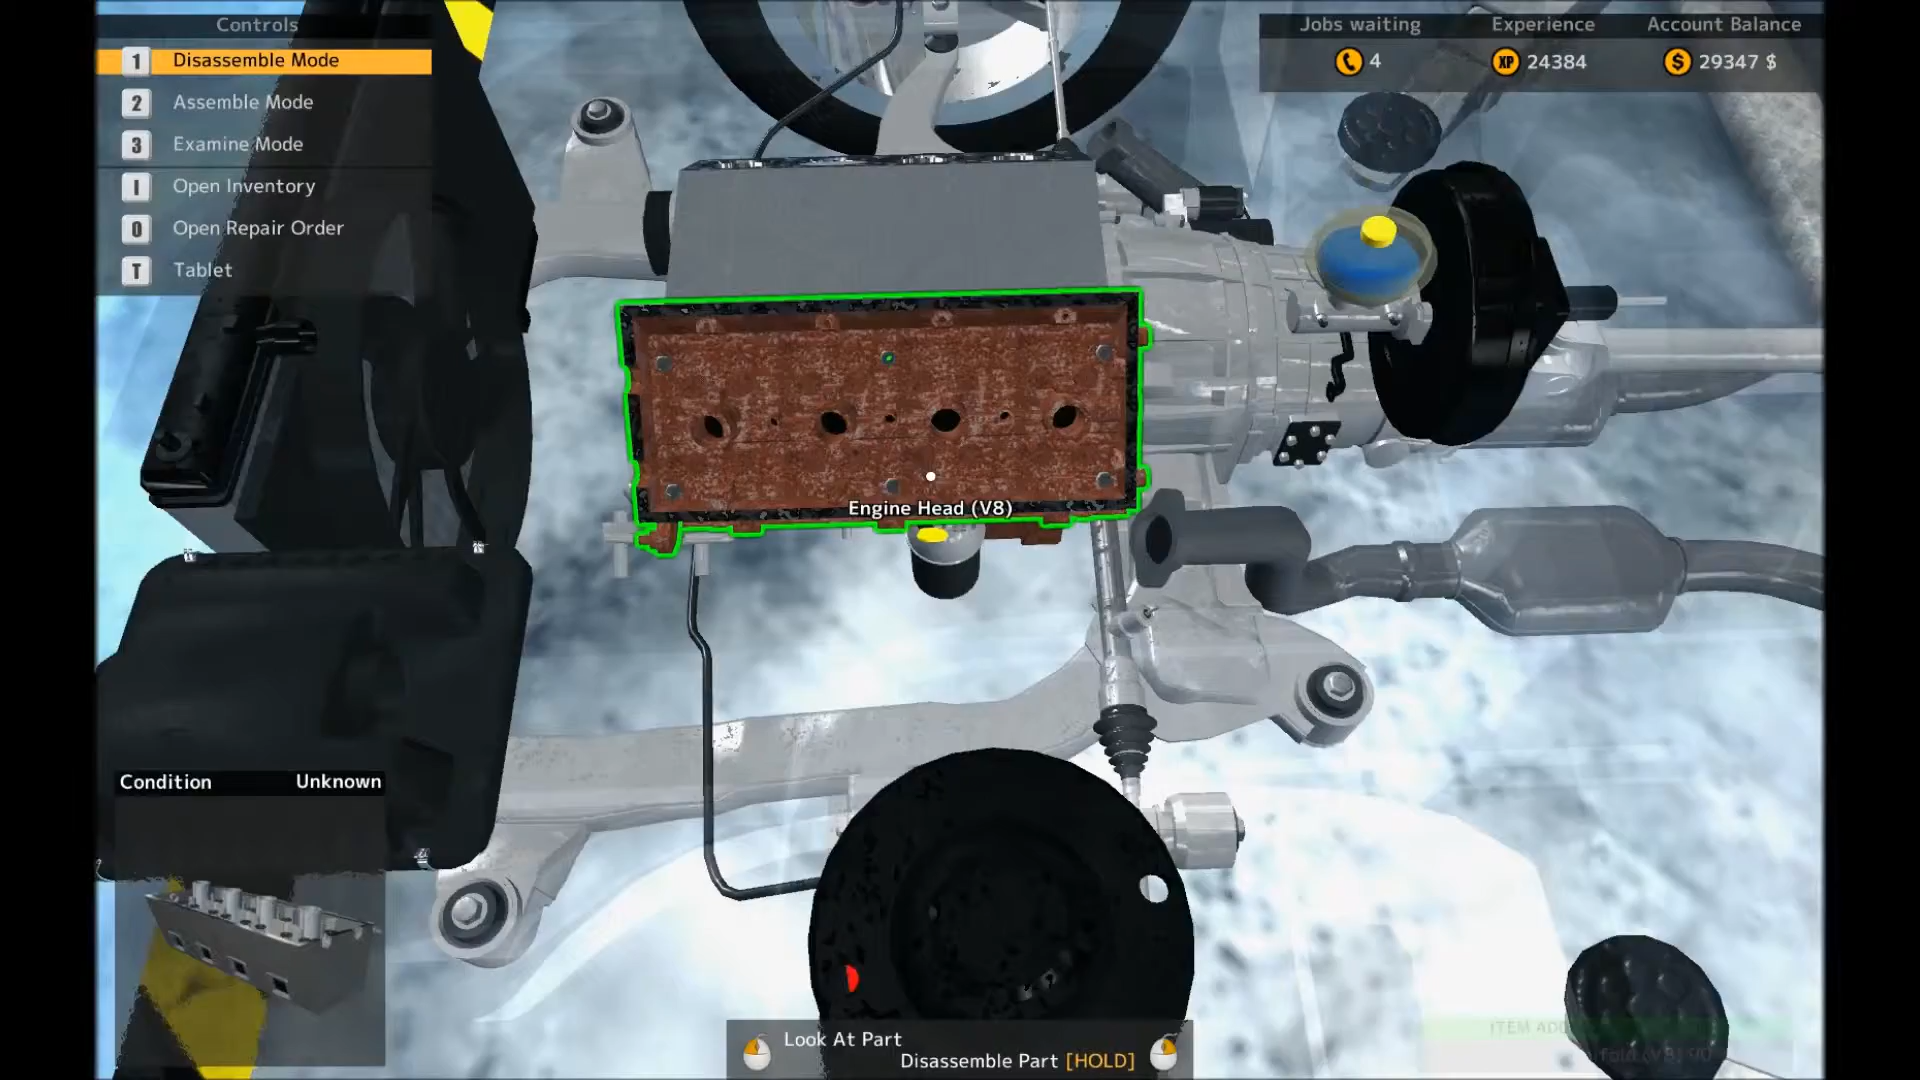 Controls
1 Disassemble Mode
2 Assemble Mode
3 Examine Mode
I Open Inventory
O Open Repair Order
T Tablet
Jobs waiting Experience Account Balance
4 XP 24384 $ 29347 $
Engine Head (V8)
Condition Unknown
Look At Part
Disassemble Part [HOLD]
ITEM